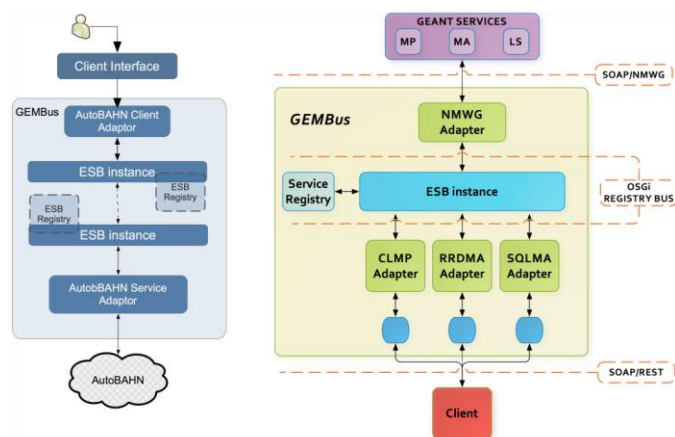 Client Interface
GEMBus
AutoBAHN Client
Adaptor
ESB instance
ESB
Registry
ESB
Registry
ESB instance
AutobBAHN Service
Adaptor
AutoBAHN
GEANT SERVICES
MP
MA
LS
SOAP/NMWG
GEMBus
NMWG
Adapter
Service
Registry
ESB instance
OSGi
REGISTRY BUS
CLMP
Adapter
RRDMA
Adapter
SQLMA
Adapter
SOAP/REST
Client